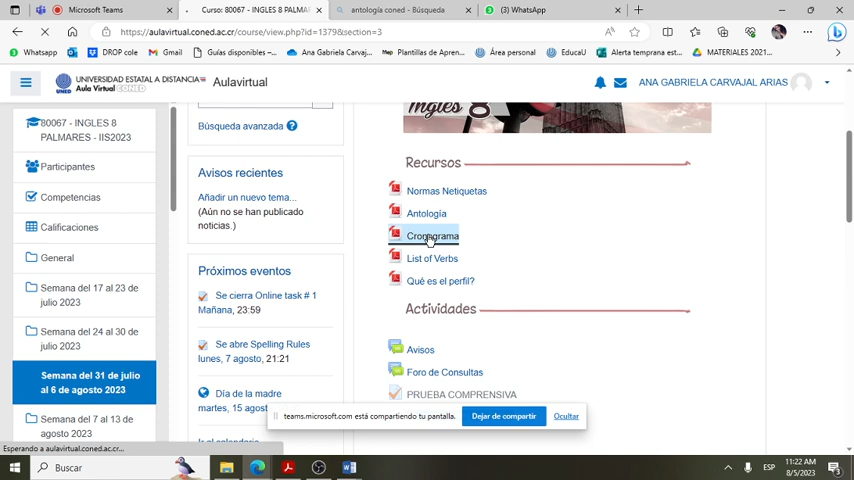 Microsoft Teams
Curso: 80067 - INGLES 8 PALMARES
antología coned - Búsqueda
(3) WhatsApp
https://aulavirtual.coned.ac.cr/course/view.php?id=1379&section=3
Whatsapp
DROP cole
Gmail
Guías disponibles –...
Ana Gabriela Carvaj...
Plantillas de Apren...
Área personal
EducaU
Alerta temprana est...
MATERIALES 2021...
UNIVERSIDAD ESTATAL A DISTANCIA
UNED
Aula Virtual CONED
Aulavirtual
ANA GABRIELA CARVAJAL ARIAS
80067 - INGLES 8
PALMARES - IIS2023
Participantes
Competencias
Calificaciones
General
Semana del 17 al 23 de
julio 2023
Semana del 24 al 30 de
julio 2023
Semana del 31 de julio
al 6 de agosto 2023
Semana del 7 al 13 de
agosto 2023
Búsqueda avanzada
Avisos recientes
Añadir un nuevo tema...
(Aún no se han publicado
noticias.)
Próximos eventos
Se cierra Online task # 1
Mañana, 23:59
Se abre Spelling Rules
lunes, 7 agosto, 21:21
Día de la madre
martes, 15 agost
Ir al calendario
Inglés 8
Recursos
Normas Netiquetas
Antología
Cronograma
List of Verbs
Qué es el perfil?
Actividades
Avisos
Foro de Consultas
PRUEBA COMPRENSIVA
teams.microsoft.com está compartiendo tu pantalla.
Dejar de compartir
Ocultar
Esperando a aulavirtual.coned.ac.cr...
Buscar
ESP
11:22 AM
8/5/2023
3